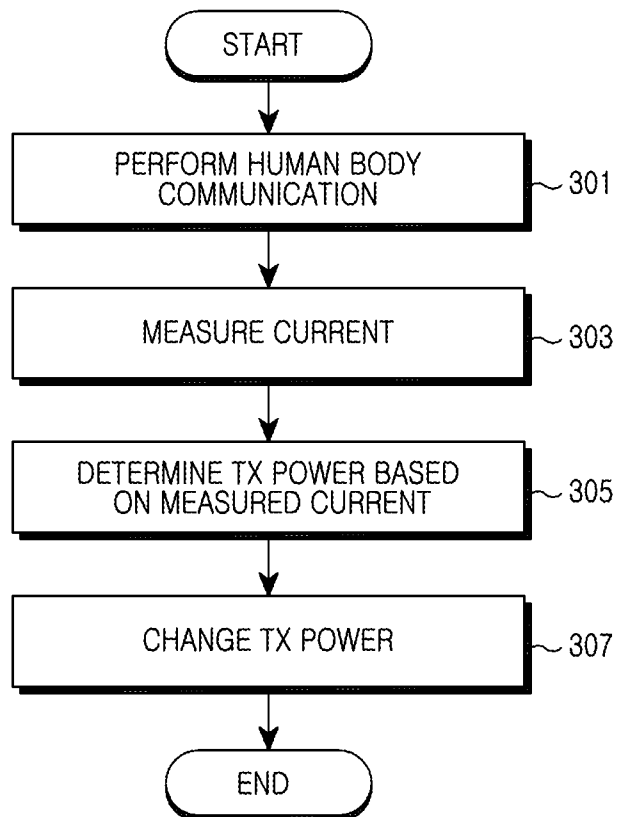 START
PERFORM HUMAN BODY
COMMUNICATION
301
MEASURE CURRENT
303
DETERMINE TX POWER BASED
ON MEASURED CURRENT
305
CHANGE TX POWER
307
END